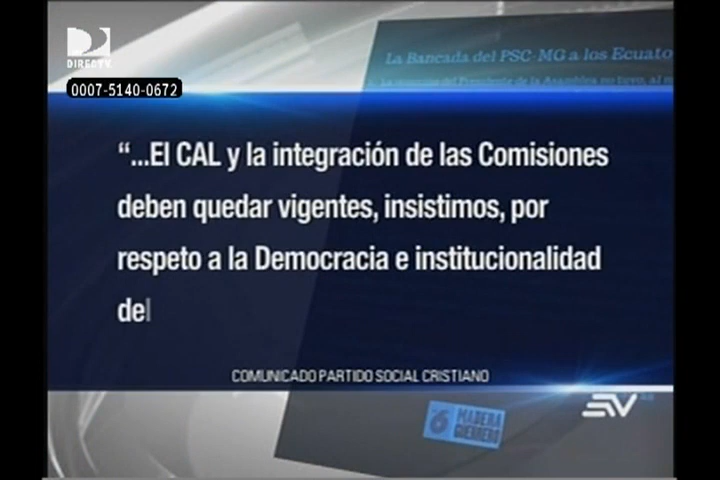 DIRECTV
0007-5140-0672
La Bancada del PSC-MG a los Ecuato
“...El CAL y la integración de las Comisiones
deben quedar vigentes, insistimos, por
respeto a la Democracia e institucionalidad
del
COMUNICADO PARTIDO SOCIAL CRISTIANO
6 MADERA
GUERRERO